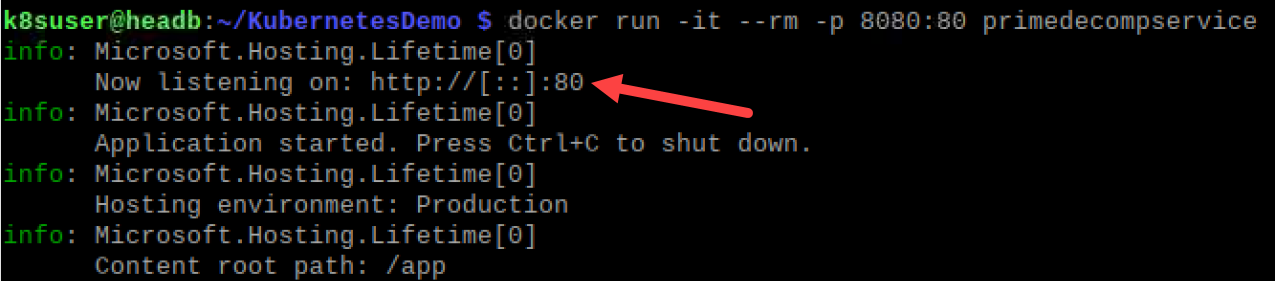 k8suser@headb:~/KubernetesDemo $ docker run -it --rm -p 8080:80 primedecompservice
info: Microsoft.Hosting.Lifetime[0]
      Now listening on: http://[::]:80
info: Microsoft.Hosting.Lifetime[0]
      Application started. Press Ctrl+C to shut down.
info: Microsoft.Hosting.Lifetime[0]
      Hosting environment: Production
info: Microsoft.Hosting.Lifetime[0]
      Content root path: /app